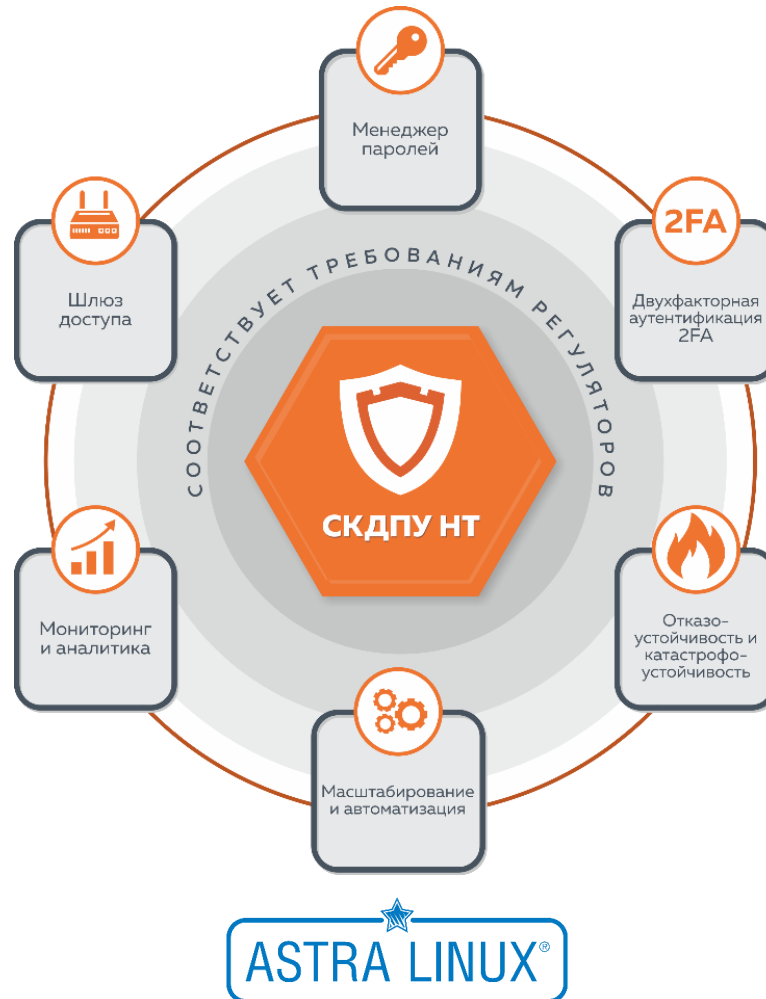 Менеджер
паролей
2FA
Шлюз
доступа
Двухфакторная
аутентификация
2FA
СООТВЕТСТВУЕТ ТРЕБОВАНИЯМ РЕГУЛЯТОРОВ
СКДПУ НТ
Мониторинг
и аналитика
Отказо-
устойчивость и
катастрофо-
устойчивость
Масштабирование
и автоматизация
ASTRA LINUX®